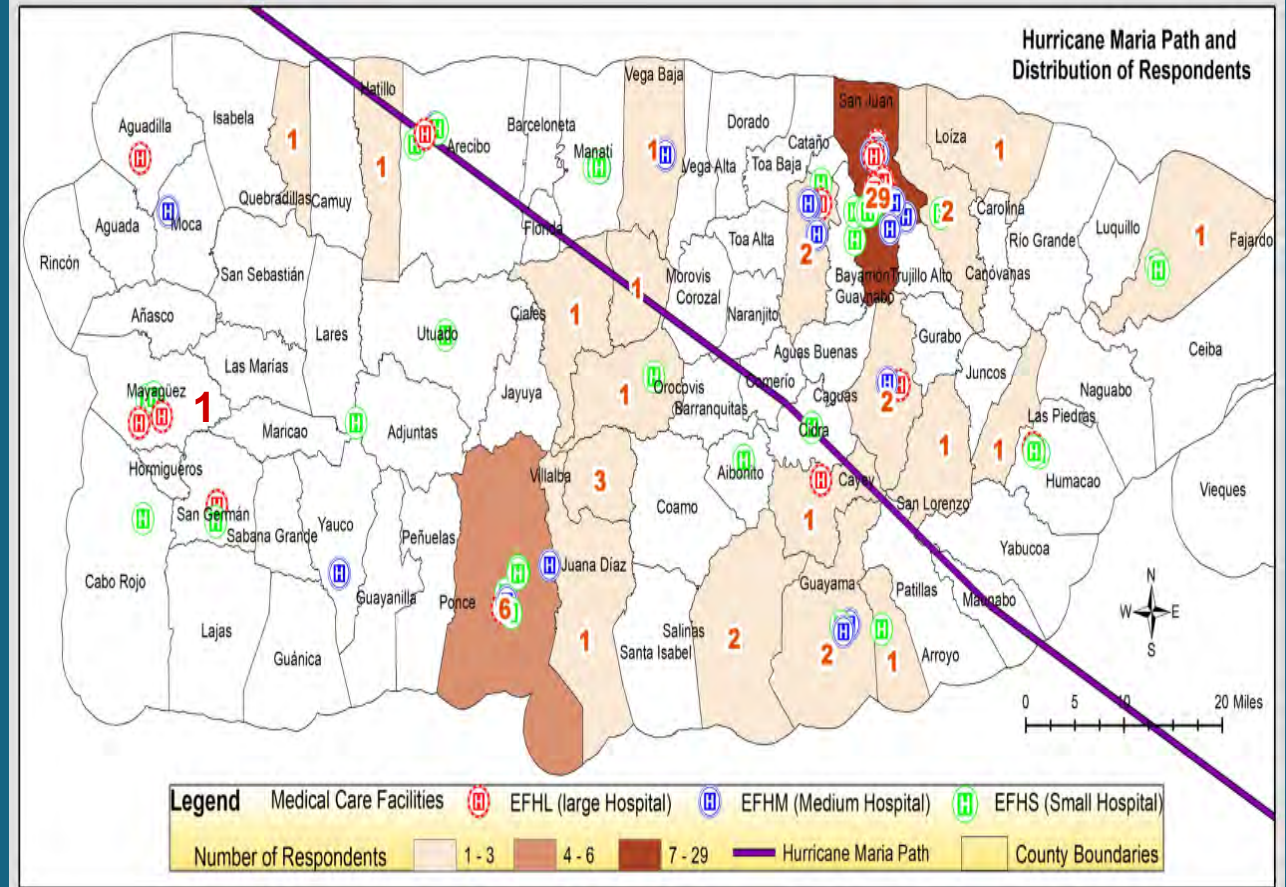 Hurricane Maria Path and
Distribution of Respondents
Vega Baja
Hatillo
San Juan
Isabela
Aguadilla
Arecibo
Barceloneta
Dorado
Cataño
Loíza
1
1
Manatí
1
Vega Alta
Toa Baja
1
Quebradillas
Camuy
29
2
Carolina
Aguada
Moca
Florida
Toa Alta
2
Río Grande
Luquillo
1
Fajardo
Rincón
San Sebastián
Morovis
Corozal
Bayamón
Trujillo Alto
Canóvanas
Guaynabo
1
Añasco
Lares
Utuado
Ciales
1
Naranjito
Gurabo
Las Marías
Aguas Buenas
Juncos
Ceiba
Mayagüez
1
Jayuya
1
Orocovis
Comerío
Caguas
2
Naguabo
Barranquitas
Las Piedras
Maricao
Adjuntas
Cidra
1
1
Hormigueros
Villalba
3
Aibonito
Cayey
Humacao
San Germán
Sabana Grande
Yauco
Coamo
San Lorenzo
Vieques
Peñuelas
1
Yabucoa
Cabo Rojo
Juana Díaz
Guayama
Patillas
Guayanilla
Ponce
6
Maunabo
N
W
E
S
Lajas
Guánica
1
Santa Isabel
Salinas
2
2
1
Arroyo
0 5 10 20 Miles
Legend Medical Care Facilities H EFHL (large Hospital) H EFHM (Medium Hospital) H EFHS (Small Hospital)
Number of Respondents 1 - 3 4 - 6 7 - 29 Hurricane Maria Path County Boundaries